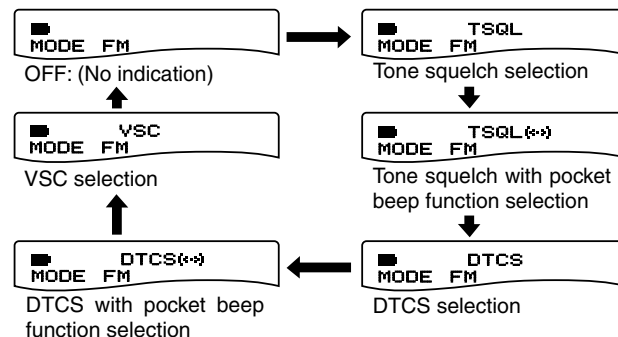 MODE FM
OFF: (No indication)
TSQL
MODE FM
Tone squelch selection
VSC
MODE FM
VSC selection
TSQL((•))
MODE FM
Tone squelch with pocket
beep function selection
DTCS((•))
MODE FM
DTCS with pocket beep
function selection
DTCS
MODE FM
DTCS selection